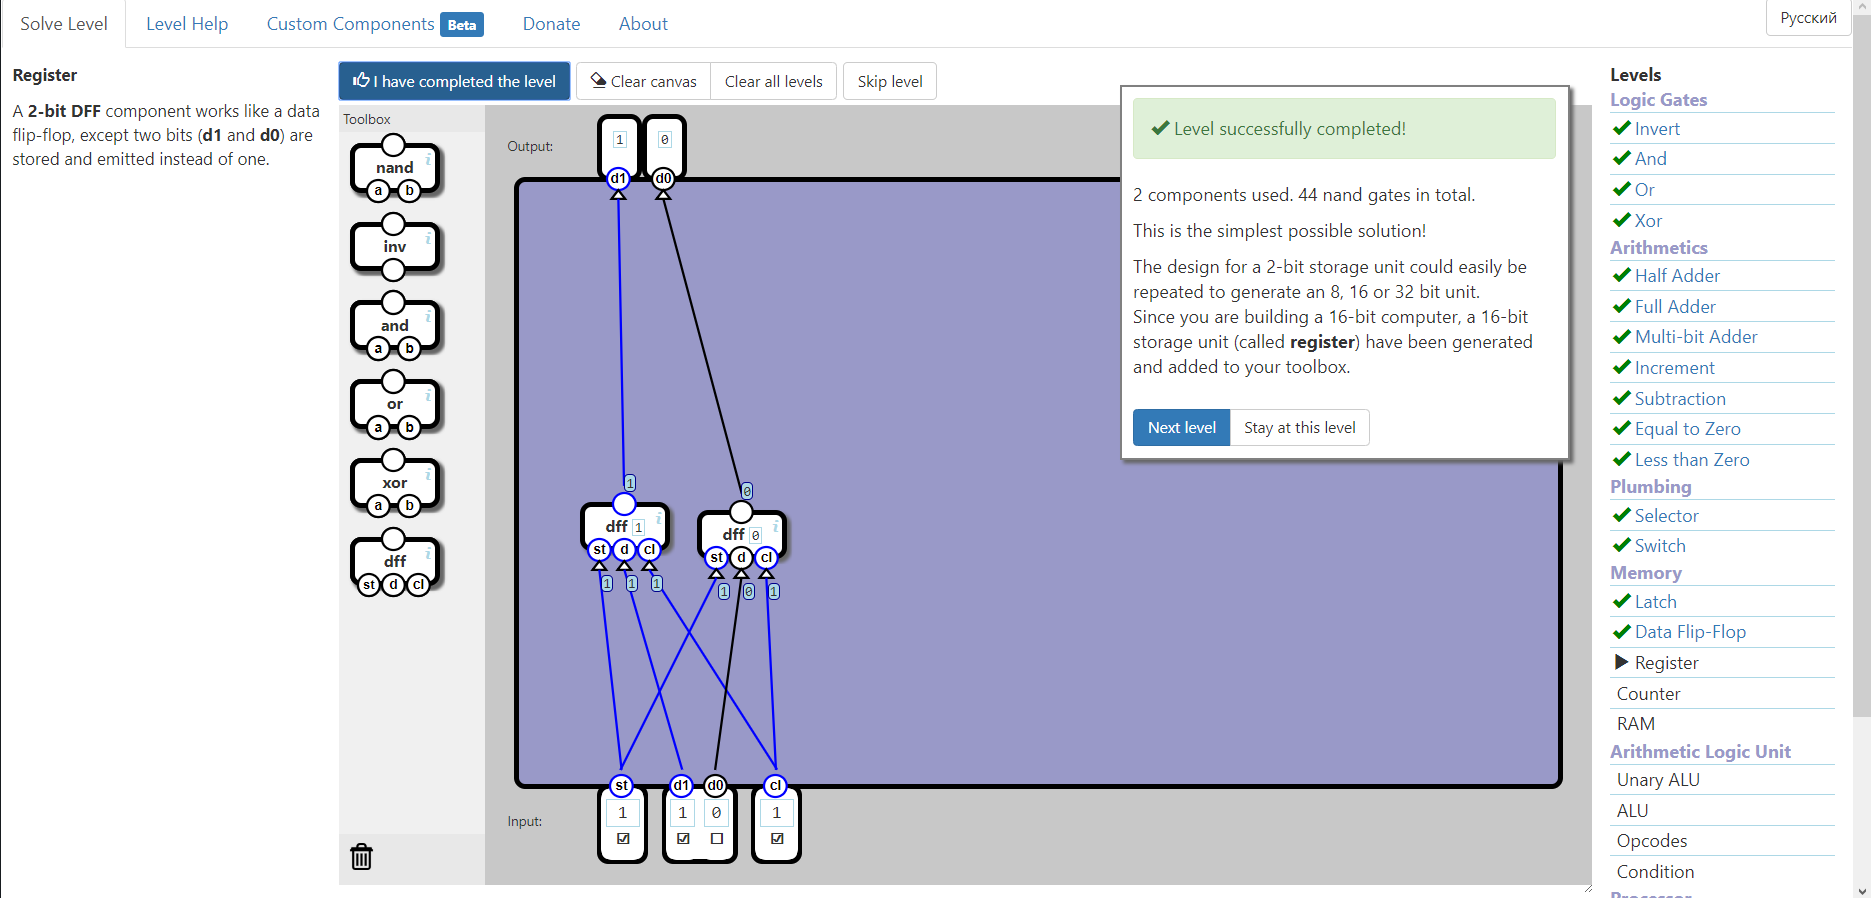 Solve Level
Level Help
Custom Components Beta
Donate
About
Русский
Register
A 2-bit DFF component works like a data
flip-flop, except two bits (d1 and d0) are
stored and emitted instead of one.
I have completed the level
Clear canvas
Clear all levels
Skip level
Toolbox
nand
a b
inv
and
a b
or
a b
xor
a b
dff
st d cl
Output:
1 0
d1 d0
1
dff 1
st d cl
1 1 1
0
dff 0
st d cl
1 0 1
st d1 d0 cl
Input:
1 1 0 1
Level successfully completed!
2 components used. 44 nand gates in total.
This is the simplest possible solution!
The design for a 2-bit storage unit could easily be
repeated to generate an 8, 16 or 32 bit unit.
Since you are building a 16-bit computer, a 16-bit
storage unit (called register) have been generated
and added to your toolbox.
Next level
Stay at this level
Levels
Logic Gates
Invert
And
Or
Xor
Arithmetics
Half Adder
Full Adder
Multi-bit Adder
Increment
Subtraction
Equal to Zero
Less than Zero
Plumbing
Selector
Switch
Memory
Latch
Data Flip-Flop
Register
Counter
RAM
Arithmetic Logic Unit
Unary ALU
ALU
Opcodes
Condition